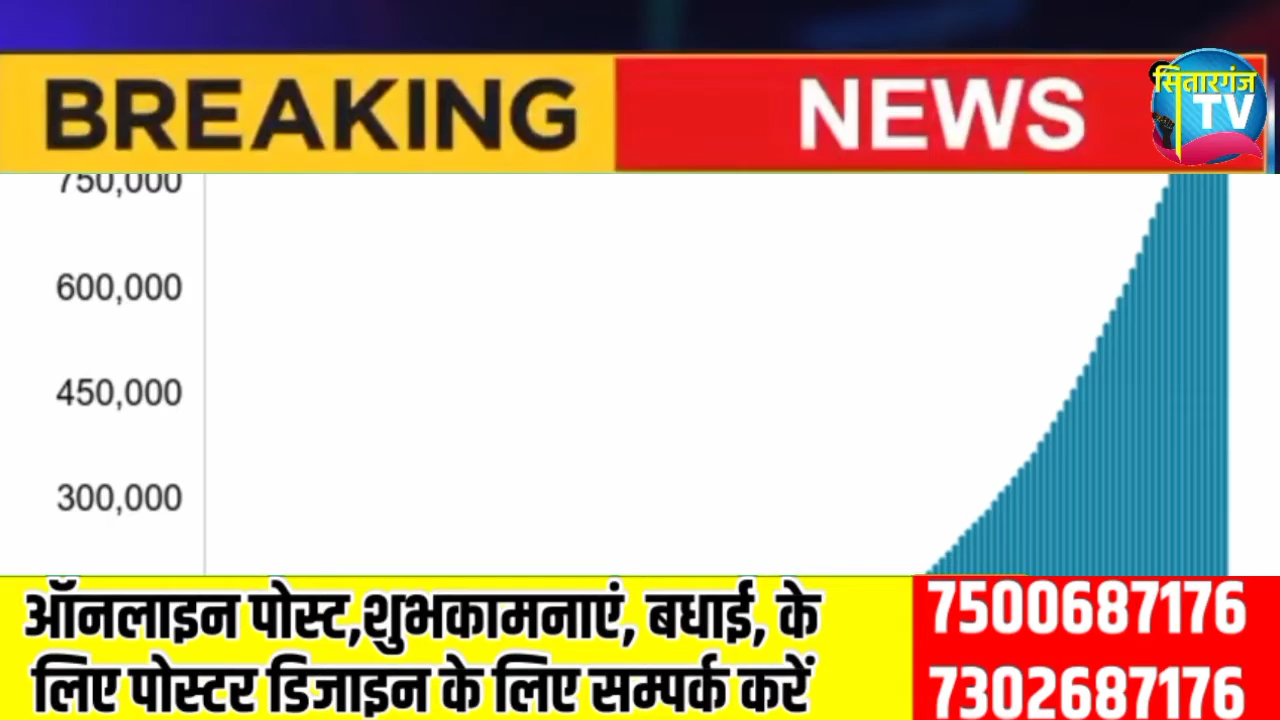 BREAKING NEWS
सितारगंज
TV
750,000
600,000
450,000
300,000
ऑनलाइन पोस्ट,शुभकामनाएं, बधाई, के
लिए पोस्टर डिजाइन के लिए सम्पर्क करें
7500687176
7302687176